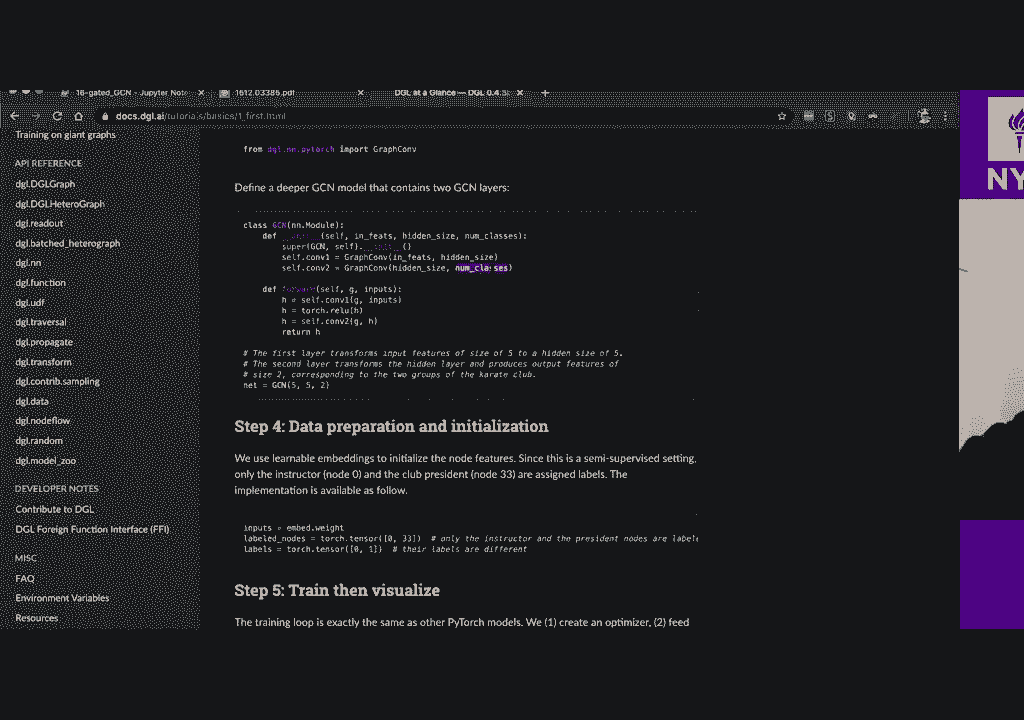 16-gated_GCN - Jupyter Not
1612.03385.pdf
DGL at a Glance — DGL 0.4.3
docs.dgl.ai/tutorials/basics/1_first.html
NY
Training on giant graphs
API REFERENCE
dgl.DGLGraph
dgl.DGLHeteroGraph
dgl.readout
dgl.batched_heterograph
dgl.nn
dgl.function
dgl.udf
dgl.traversal
dgl.propagate
dgl.transform
dgl.contrib.sampling
dgl.data
dgl.nodeflow
dgl.random
dgl.model_zoo
DEVELOPER NOTES
Contribute to DGL
DGL Foreign Function Interface (FFI)
MISC
FAQ
Environment Variables
Resources
from dgl.nn.pytorch import GraphConv
Define a deeper GCN model that contains two GCN layers:
class GCN(nn.Module):
def (self, in_feats, hidden_size, num_classes):
super(GCN, self). ()
self.conv1 = GraphConv(in_feats, hidden_size)
self.conv2 = GraphConv(hidden_size, num_classes)
def forward(self, g, inputs):
h = self.conv1(g, inputs)
h = torch.relu(h)
h = self.conv2(g, h)
return h
# The first layer transforms input features of size of 5 to a hidden size of 5.
# The second layer transforms the hidden layer and produces output features of
# size 2, corresponding to the two groups of the karate club.
net = GCN(5, 5, 2)
Step 4: Data preparation and initialization
We use learnable embeddings to initialize the node features. Since this is a semi-supervised setting,
only the instructor (node 0) and the club president (node 33) are assigned labels. The
implementation is available as follow.
inputs = embed.weight
labeled_nodes = torch.tensor([0, 33]) # only the instructor and the president nodes are labele
labels = torch.tensor([0, 1]) # their labels are different
Step 5: Train then visualize
The training loop is exactly the same as other PyTorch models. We (1) create an optimizer, (2) feed